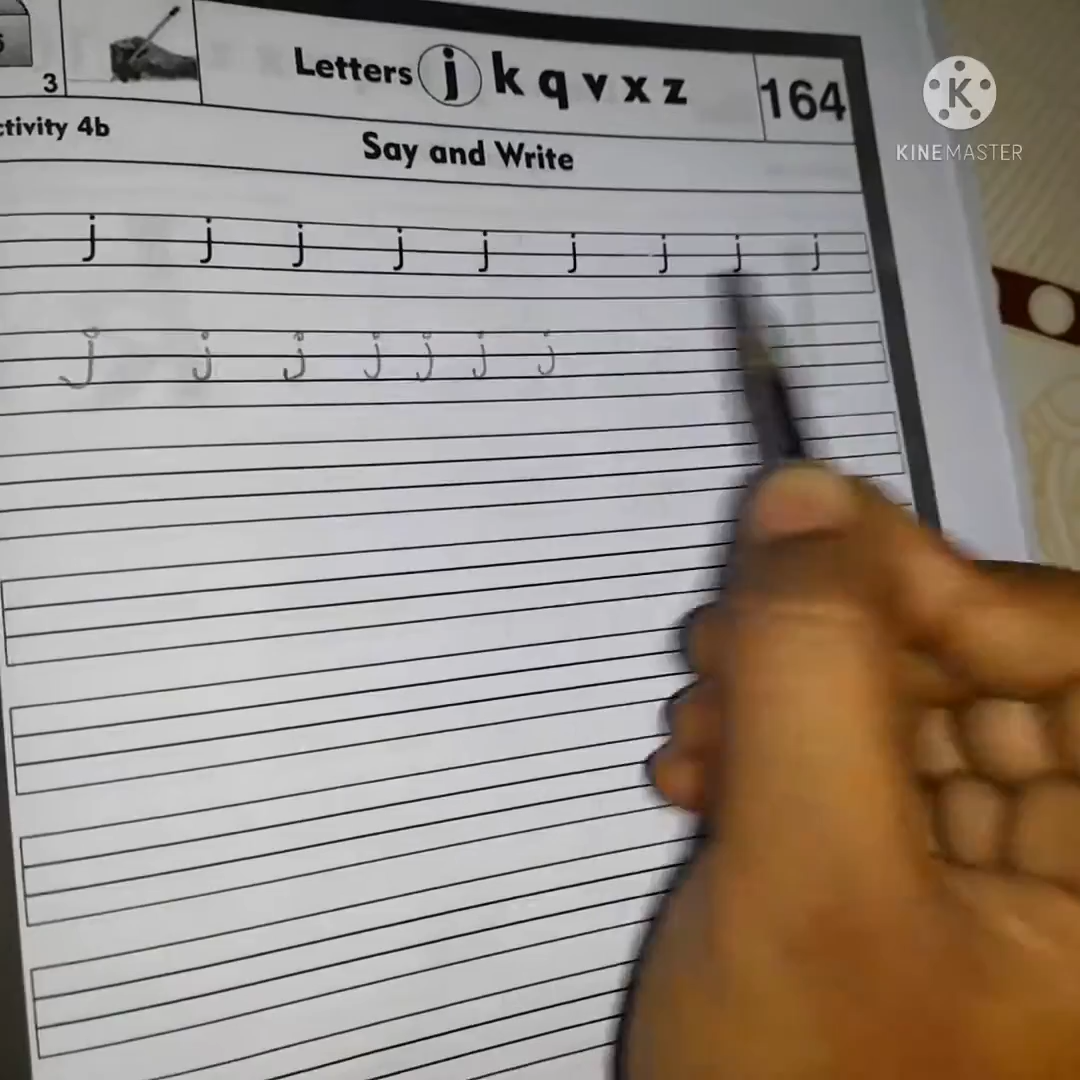 Letters j k q v x z
164
3
KINEMASTER
ctivity 4b
Say and Write
j j j j j j j j j
j j j j j j j